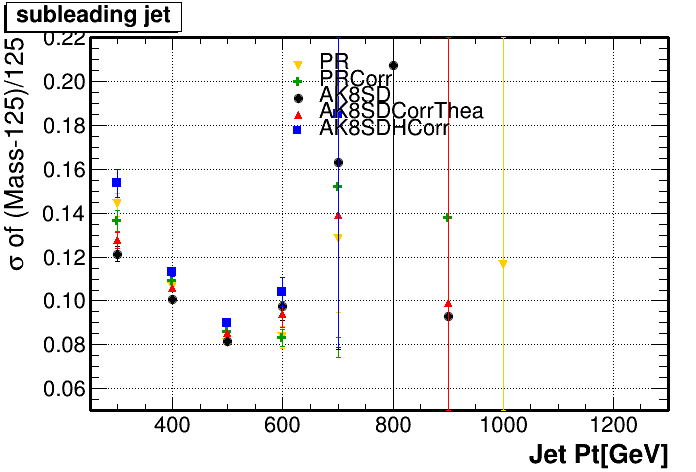 subleading jet
0.22
0.20
0.18
0.16
0.14
0.12
0.10
0.08
0.06
σ of (Mass-125)/125
PR
PRCorr
AK8SD
AK8SDCorrThea
AK8SDHCorr
400 600 800 1000 1200
Jet Pt[GeV]